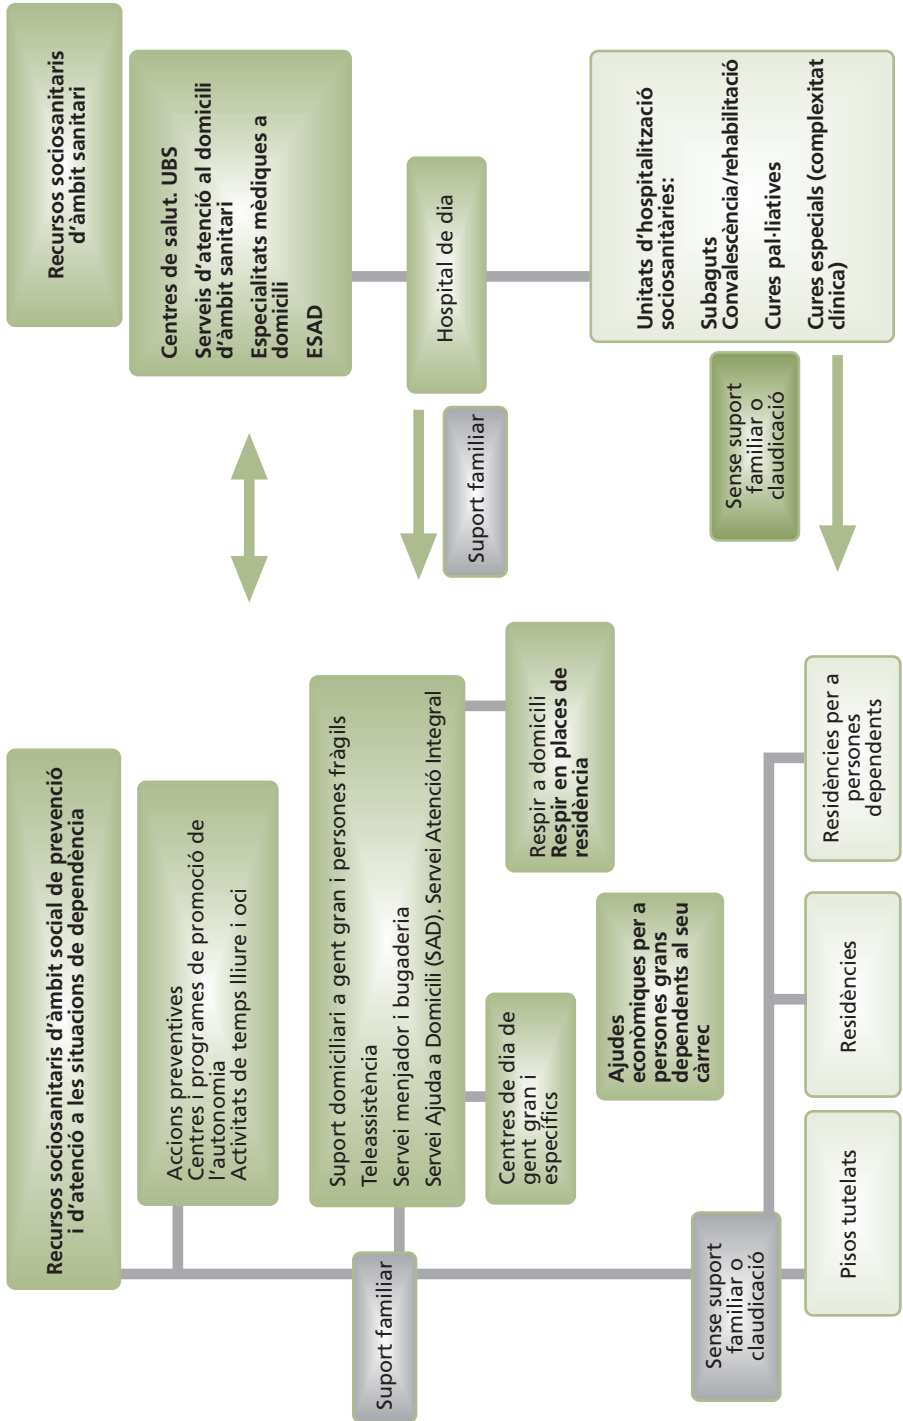 Recursos sociosanitaris d'àmbit social de prevenció
i d'atenció a les situacions de dependència
Accions preventives
Centres i programes de promoció de
l'autonomia
Activitats de temps lliure i oci
Suport familiar
Suport domiciliari a gent gran i persones fràgils
Teleassistència
Servei menjador i bugaderia
Servei Ajuda a Domicili (SAD). Servei Atenció Integral
Centres de dia de
gent gran i
específics
Respir a domicili
Respir en places de
residència
Ajudes
econòmiques per a
persones grans
dependents al seu
càrrec
Sense suport
familiar o
claudicació
Pisos tutelats
Residències
Residències per a
persones
dependents
Recursos sociosanitaris
d'àmbit sanitari
Centres de salut. UBS
Serveis d'atenció al domicili
d'àmbit sanitari
Especialitats mèdiques a
domicili
ESAD
Hospital de dia
Suport familiar
Unitats d'hospitalització
sociosanitàries:
Subaguts
Convalescència/rehabilitació
Cures pal·liatives
Cures especials (complexitat
clínica)
Sense suport
familiar o
claudicació